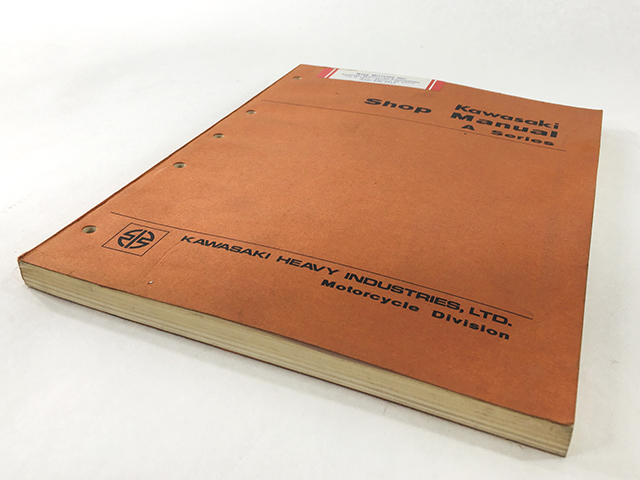 Kawasaki
Shop Manual
A Series
KAWASAKI HEAVY INDUSTRIES, LTD.
Motorcycle Division